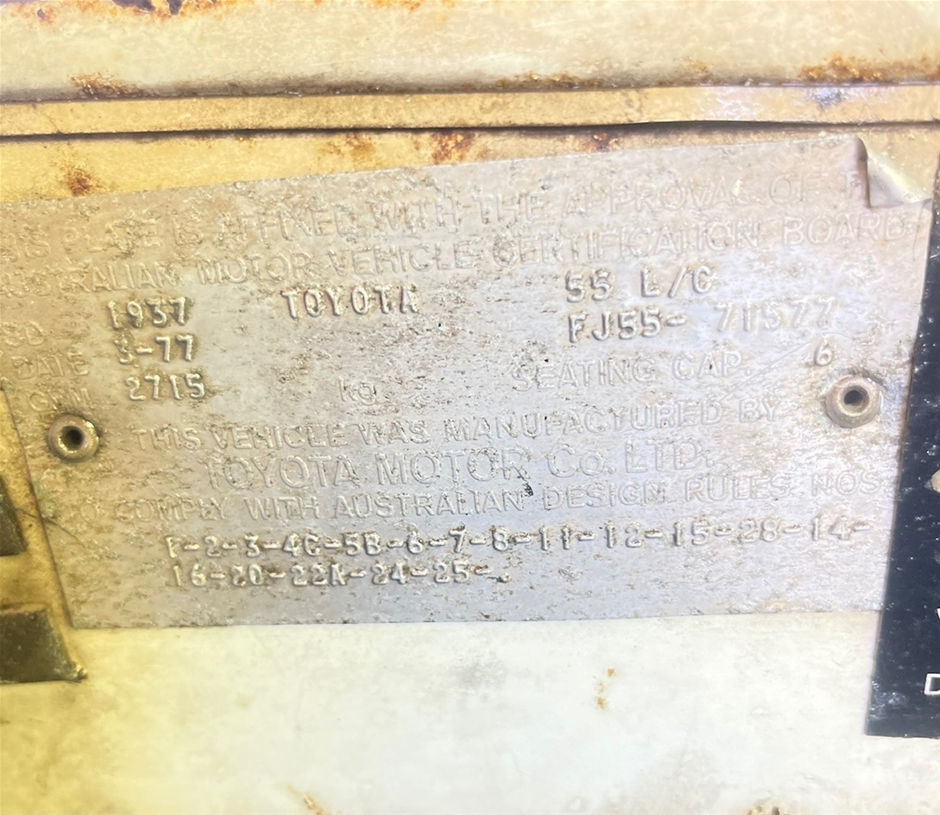 THIS PLATE IS AFFIXED WITH THE APPROVAL OF
AUSTRALIAN MOTOR VEHICLE CERTIFICATION BOARD
1937 TOYOTA 55 L/C
FJ55- 71577
DATE 3-77
2715 kg SEATING CAP. 6
THIS VEHICLE WAS MANUFACTURED BY
TOYOTA MOTOR Co. LTD.
COMPLY WITH AUSTRALIAN DESIGN RULES NOS
1-2-3-4C-5B-6-7-8-11-12-15-28-14-
16-20-22A-24-25-.